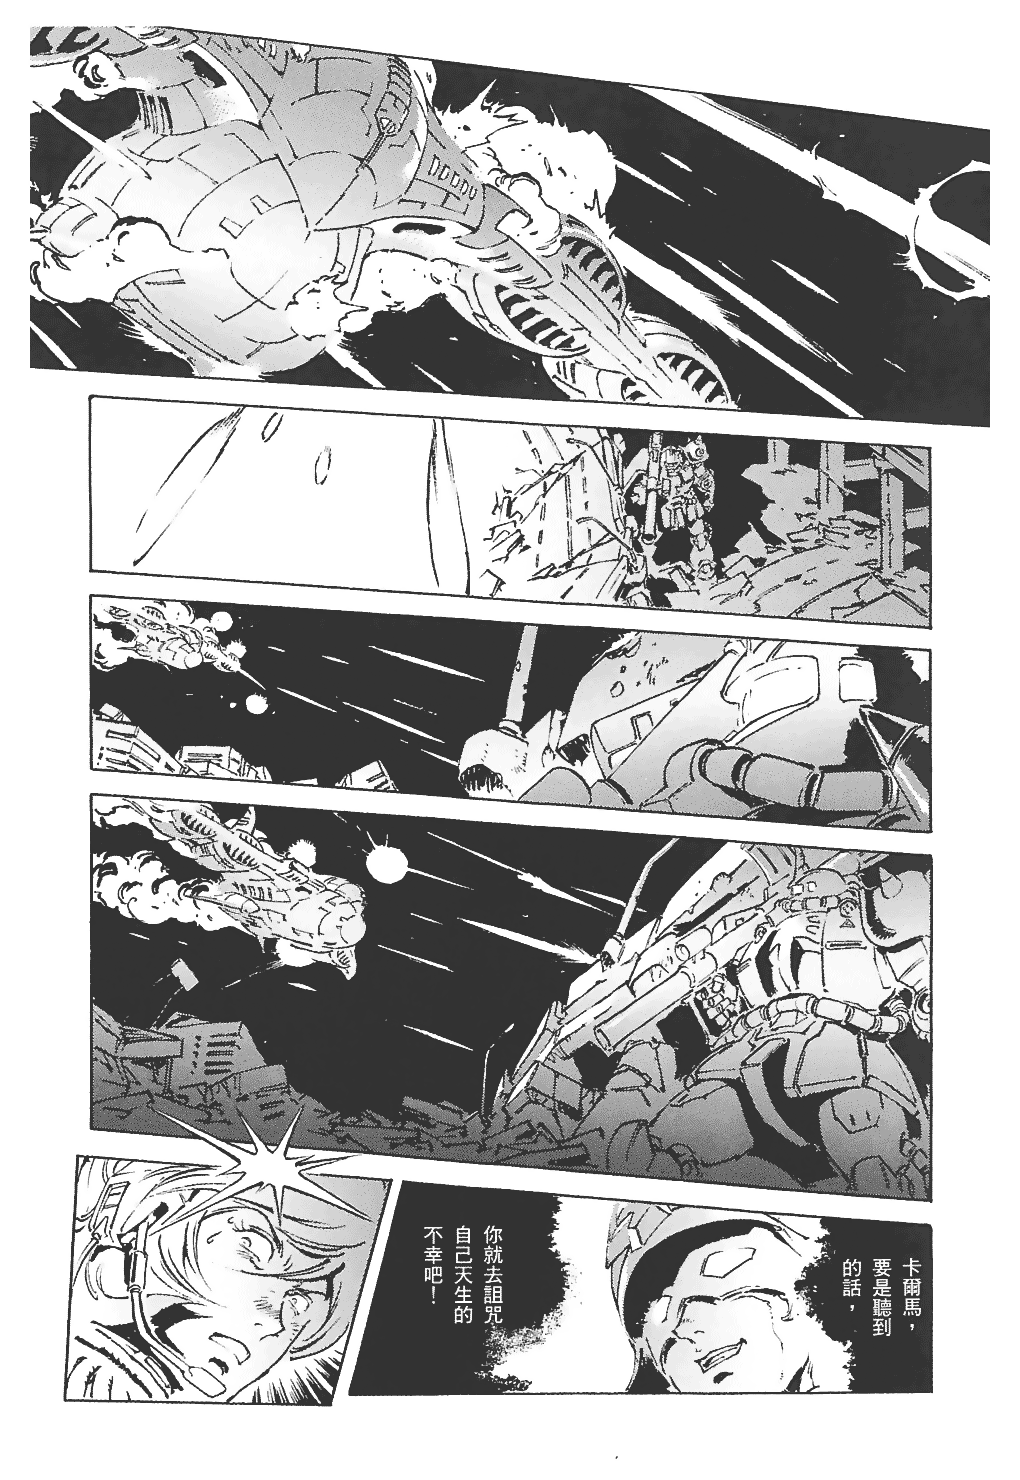 卡爾馬，
要是聽到
的話，
你就去詛咒
自己天生的
不幸吧！